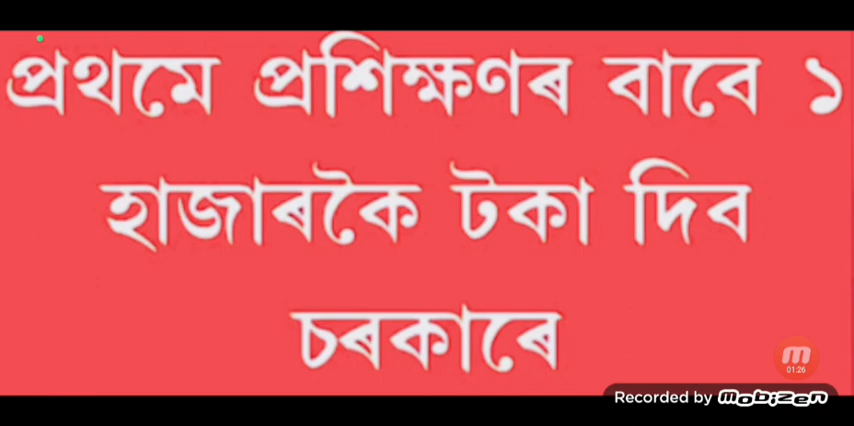 প্ৰথমে প্ৰশিক্ষণৰ বাবে ১
হাজাৰকৈ টকা দিব
চৰকাৰে
m
01:26
Recorded by mobizen